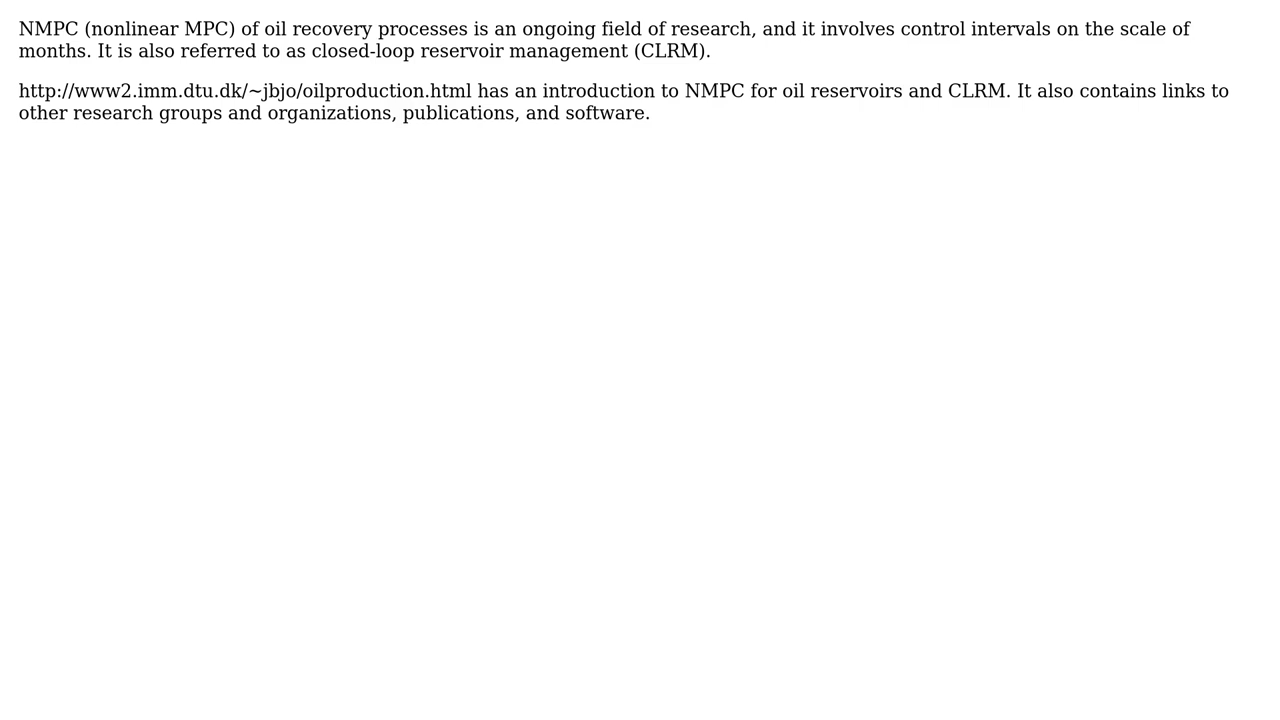 NMPC (nonlinear MPC) of oil recovery processes is an ongoing field of research, and it involves control intervals on the scale of
months. It is also referred to as closed-loop reservoir management (CLRM).
http://www2.imm.dtu.dk/~jbjo/oilproduction.html has an introduction to NMPC for oil reservoirs and CLRM. It also contains links to
other research groups and organizations, publications, and software.